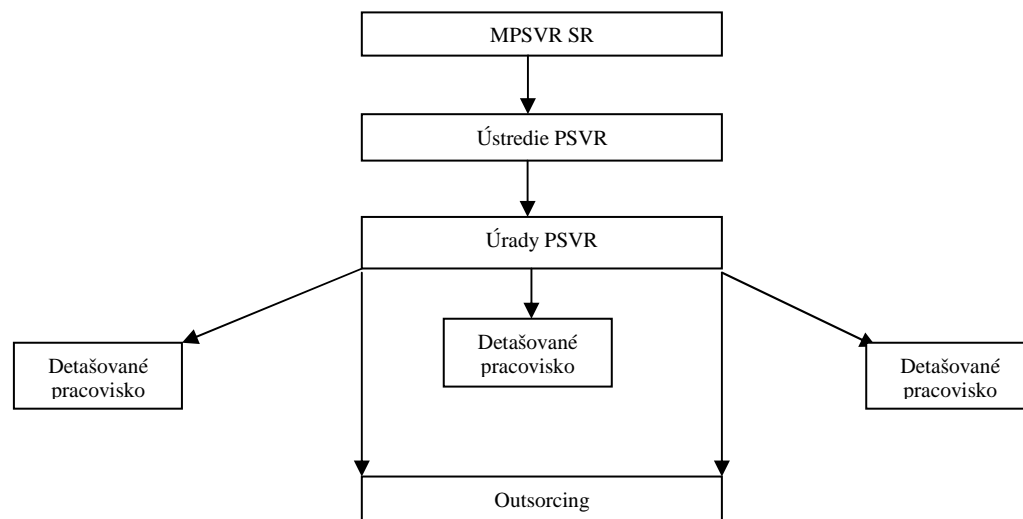 MPSVR SR
Ústredie PSVR
Úrady PSVR
Detašované
pracovisko
Detašované
pracovisko
Detašované
pracovisko
Outsorcing